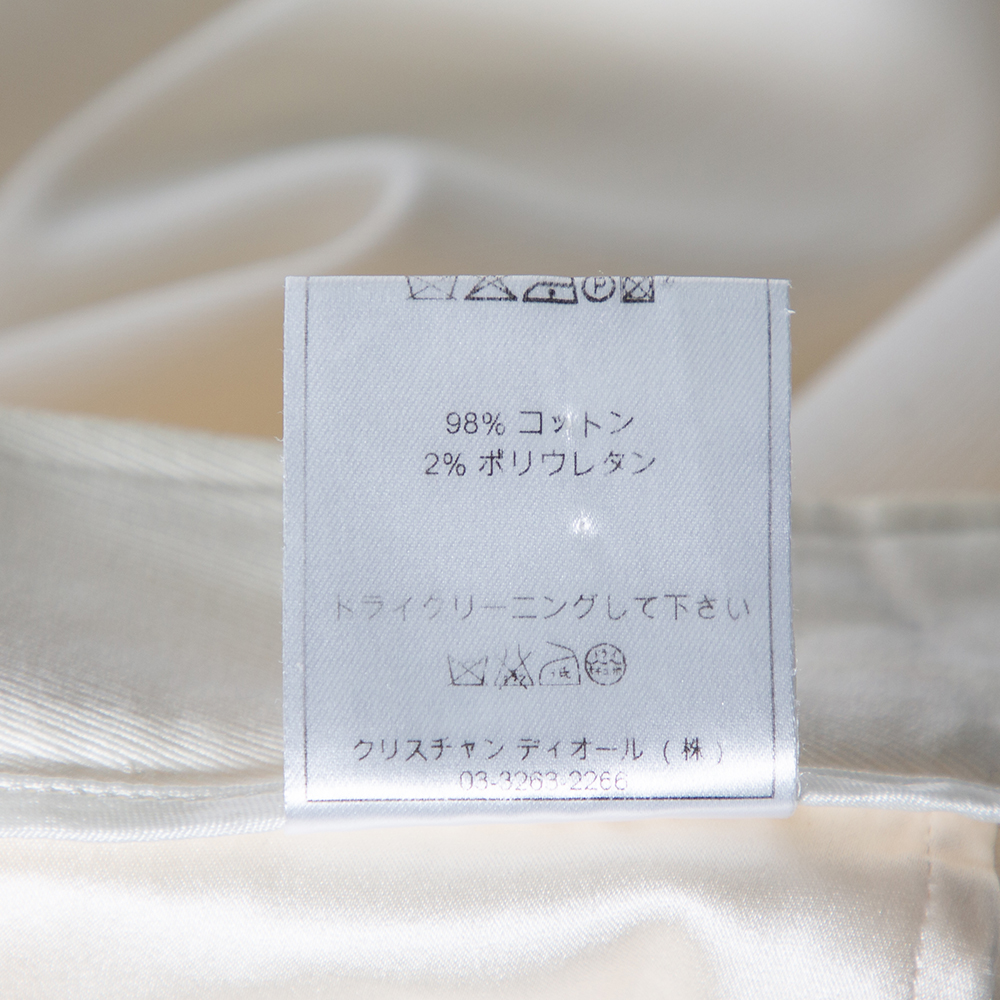 98% コットン
2% ポリウレタン
ドライクリーニングして下さい
クリスチャン ディオール (株)
03-3263-2266